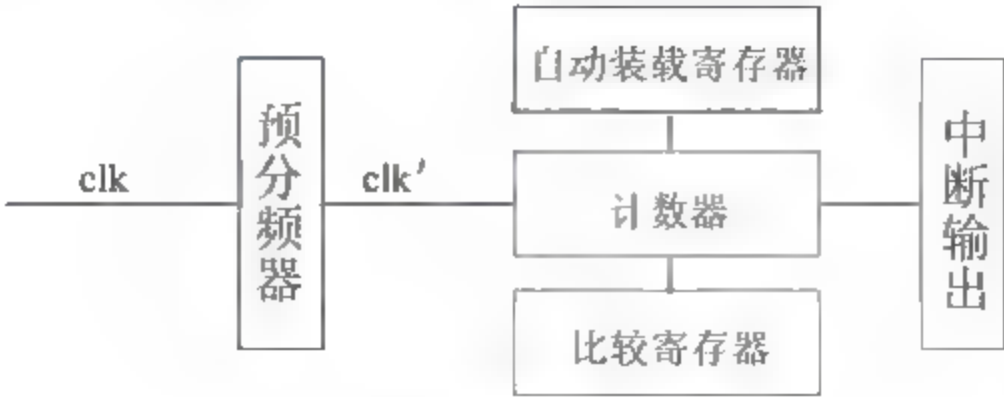 clk
预分频器
clk′
自动装载寄存器
计数器
比较寄存器
中断输出